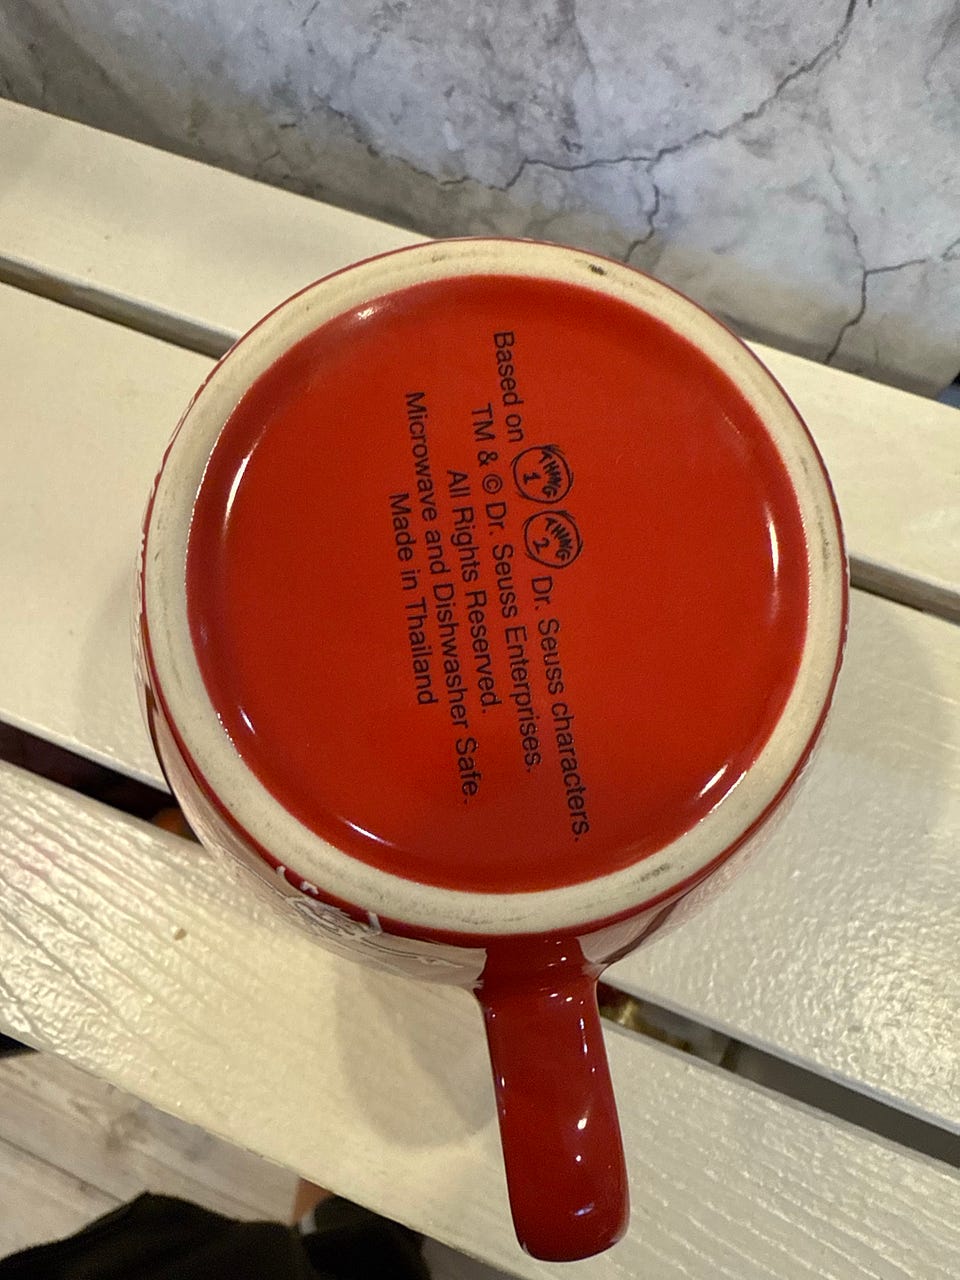 Based on THING 1 THING 2 Dr. Seuss characters.
TM & © Dr. Seuss Enterprises.
All Rights Reserved.
Microwave and Dishwasher Safe.
Made in Thailand